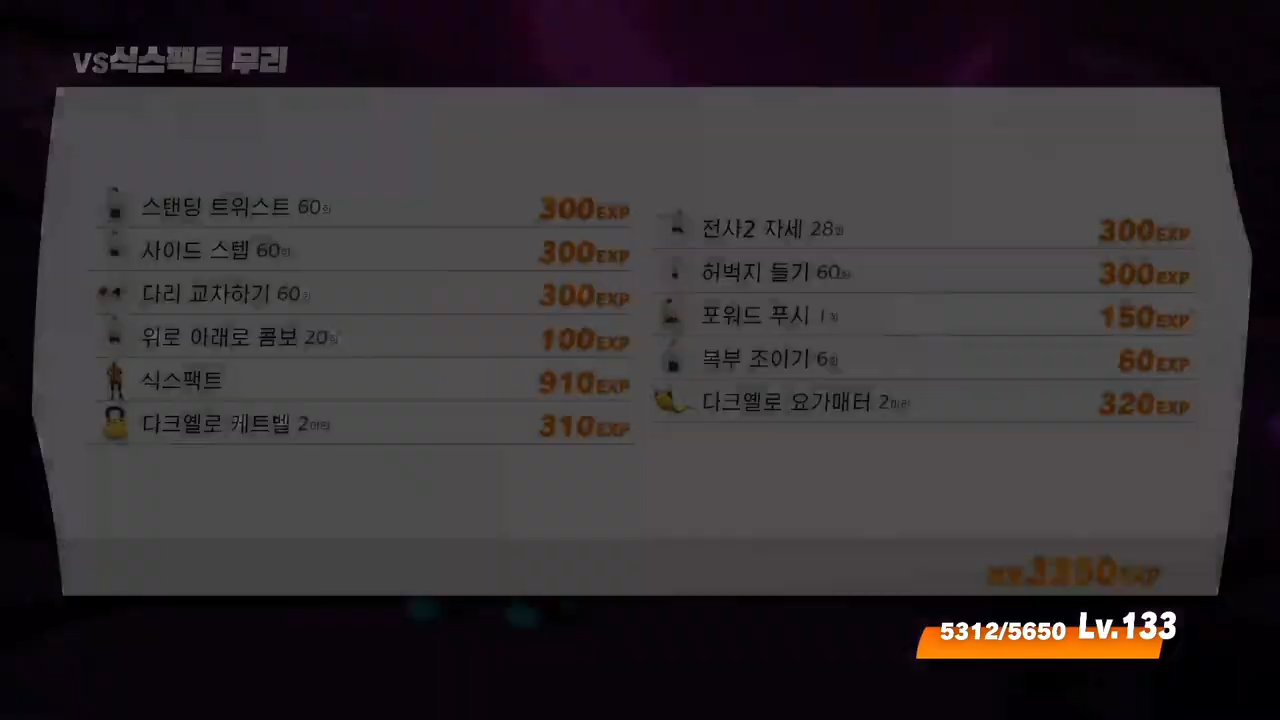 vs식스팩트 무리
스탠딩 트위스트 60회 300EXP
사이드 스텝 60회 300EXP
다리 교차하기 60회 300EXP
위로 아래로 콤보 20회 100EXP
식스팩트 910EXP
다크옐로 케트벨 2마리 310EXP
전사2 자세 28회 300EXP
허벅지 들기 60회 300EXP
포워드 푸시 1회 150EXP
복부 조이기 6회 60EXP
다크옐로 요가매터 2마리 320EXP
5312/5650 Lv.133